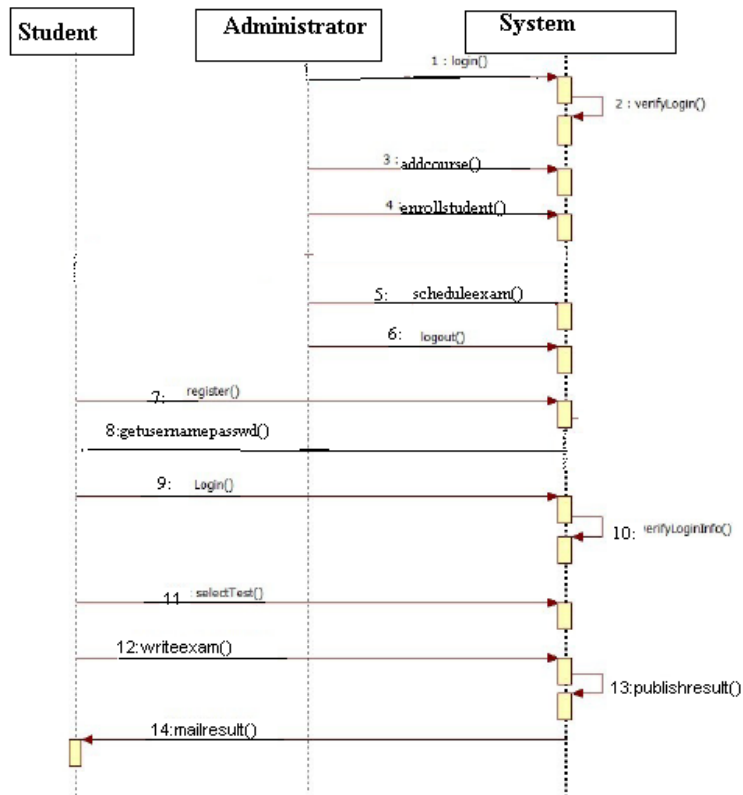 Student
Administrator
System
1 : login()
2 : verifyLogin()
3 : addcourse()
4 : enrollstudent()
5: scheduleexam()
6: logout()
7: register()
8:getusernamepasswd()
9: Login()
10: verifyLoginInfo()
11 : selectTest()
12:writeexam()
13:publishresult()
14:mailresult()